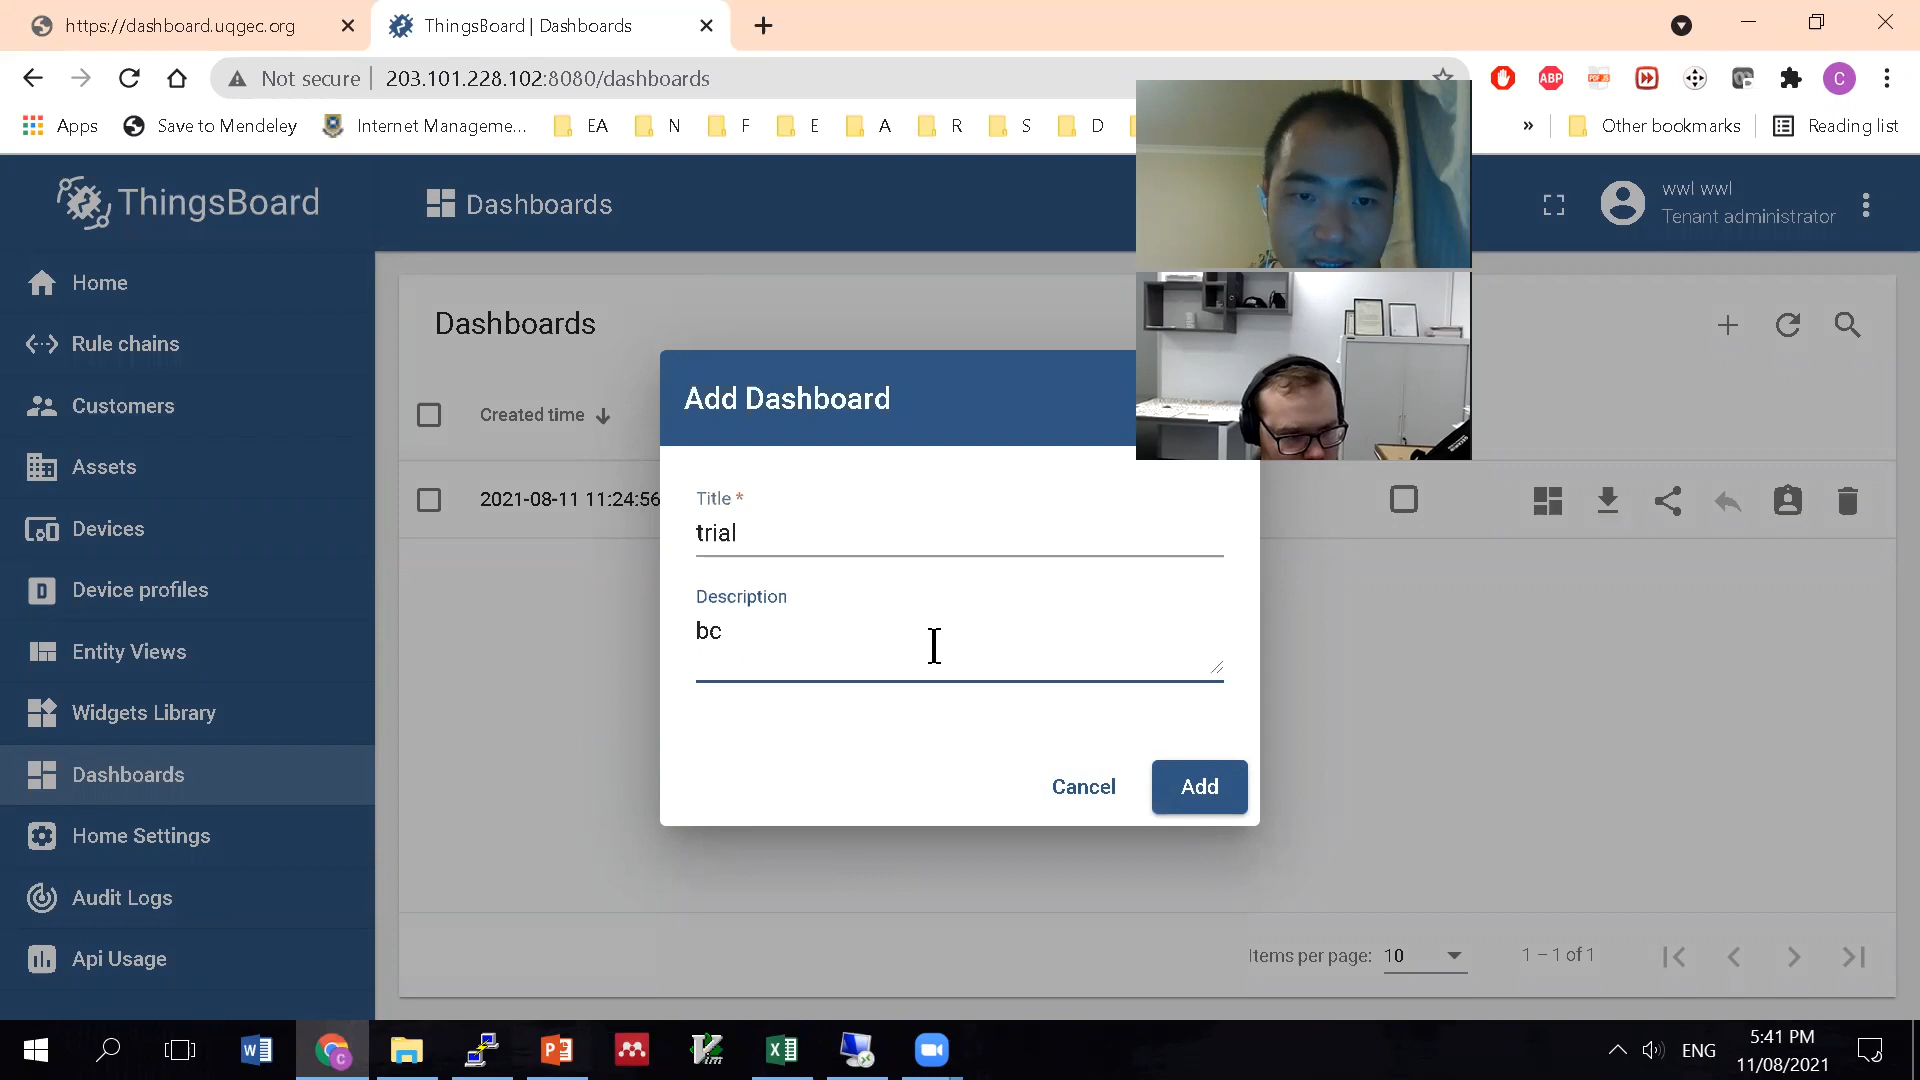 https://dashboard.uqgec.org
ThingsBoard | Dashboards
Not secure
203.101.228.102:8080/dashboards
ABP
C
Apps
Save to Mendeley
Internet Manageme...
EA
N
F
E
A
R
S
D
»
Other bookmarks
Reading list
ThingsBoard
Dashboards
wwl wwl
Tenant administrator
Home
Rule chains
Customers
Assets
Devices
Device profiles
Entity Views
Widgets Library
Dashboards
Home Settings
Audit Logs
Api Usage
Dashboards
Created time
2021-08-11 11:24:56
Add Dashboard
Title *
trial
Description
bc
Cancel
Add
Items per page: 10
1 – 1 of 1
ENG
5:41 PM
11/08/2021